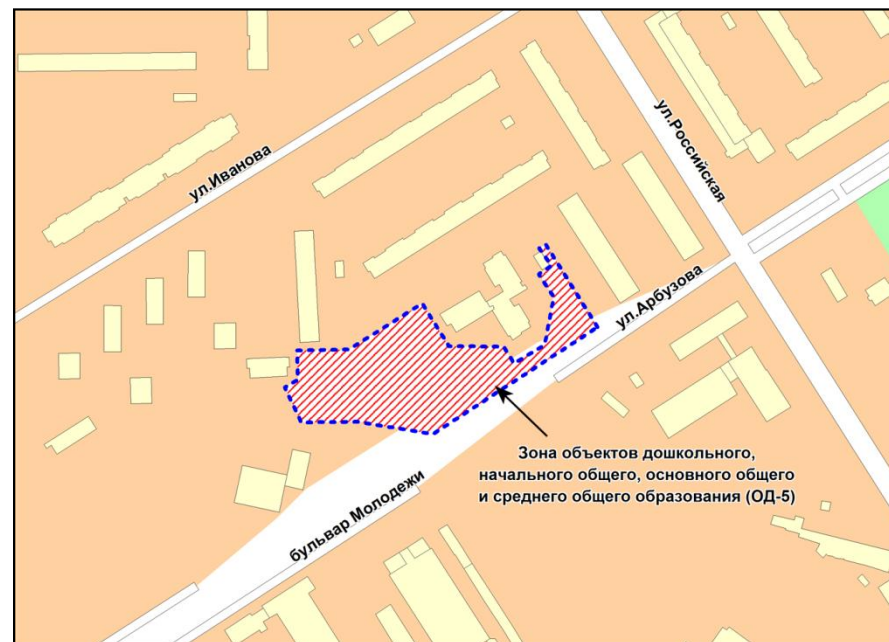 ул.Иванова
ул.Российская
ул.Арбузова
Зона объектов дошкольного,
начального общего, основного общего
и среднего общего образования (ОД-5)
бульвар Молодежи